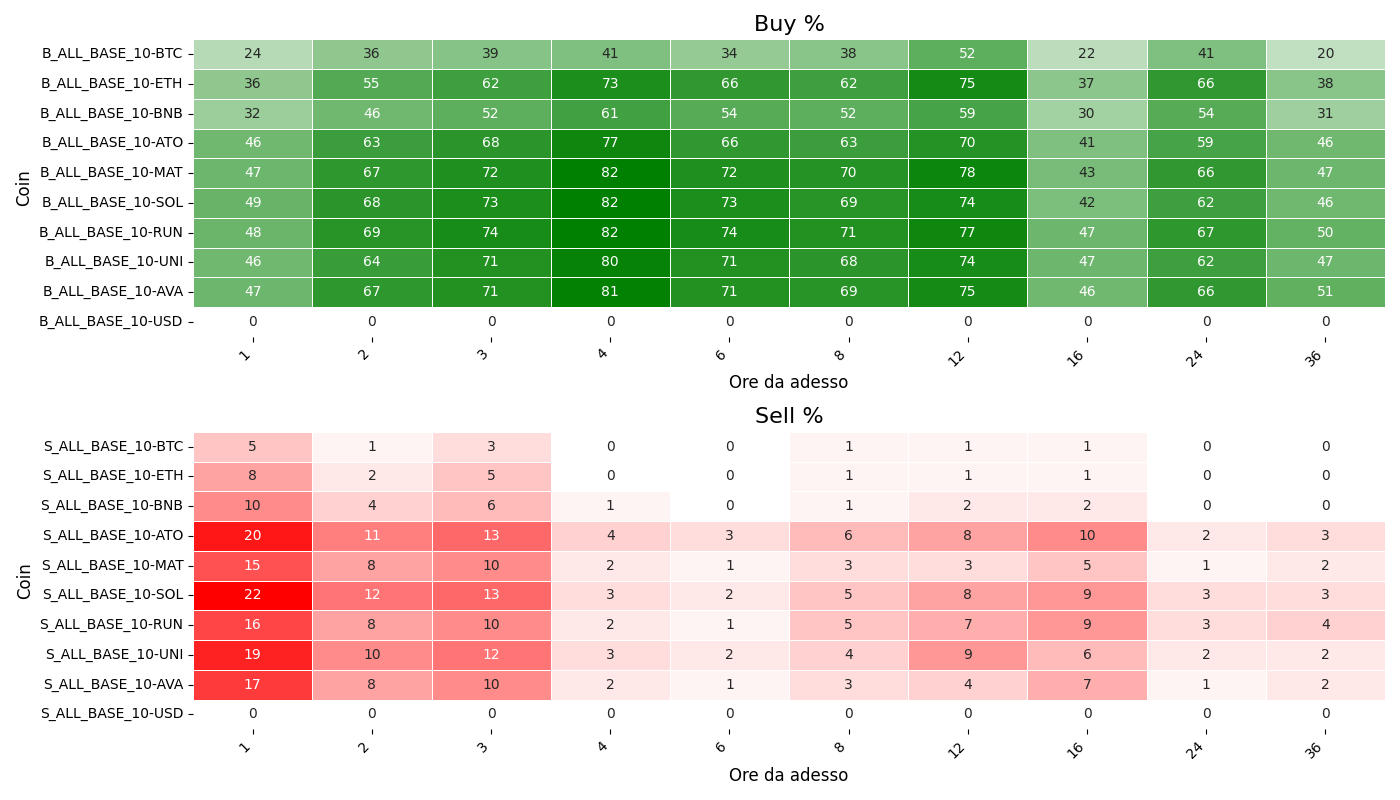 Buy %
B_ALL_BASE_10-BTC 24 36 39 41 34 38 52 22 41 20
B_ALL_BASE_10-ETH 36 55 62 73 66 62 75 37 66 38
B_ALL_BASE_10-BNB 32 46 52 61 54 52 59 30 54 31
B_ALL_BASE_10-ATO 46 63 68 77 66 63 70 41 59 46
B_ALL_BASE_10-MAT 47 67 72 82 72 70 78 43 66 47
B_ALL_BASE_10-SOL 49 68 73 82 73 69 74 42 62 46
B_ALL_BASE_10-RUN 48 69 74 82 74 71 77 47 67 50
B_ALL_BASE_10-UNI 46 64 71 80 71 68 74 47 62 47
B_ALL_BASE_10-AVA 47 67 71 81 71 69 75 46 66 51
B_ALL_BASE_10-USD 0 0 0 0 0 0 0 0 0 0
Coin
1 2 3 4 6 8 12 16 24 36
Ore da adesso
Sell %
S_ALL_BASE_10-BTC 5 1 3 0 0 1 1 1 0 0
S_ALL_BASE_10-ETH 8 2 5 0 0 1 1 1 0 0
S_ALL_BASE_10-BNB 10 4 6 1 0 1 2 2 0 0
S_ALL_BASE_10-ATO 20 11 13 4 3 6 8 10 2 3
S_ALL_BASE_10-MAT 15 8 10 2 1 3 3 5 1 2
S_ALL_BASE_10-SOL 22 12 13 3 2 5 8 9 3 3
S_ALL_BASE_10-RUN 16 8 10 2 1 5 7 9 3 4
S_ALL_BASE_10-UNI 19 10 12 3 2 4 9 6 2 2
S_ALL_BASE_10-AVA 17 8 10 2 1 3 4 7 1 2
S_ALL_BASE_10-USD 0 0 0 0 0 0 0 0 0 0
Coin
1 2 3 4 6 8 12 16 24 36
Ore da adesso